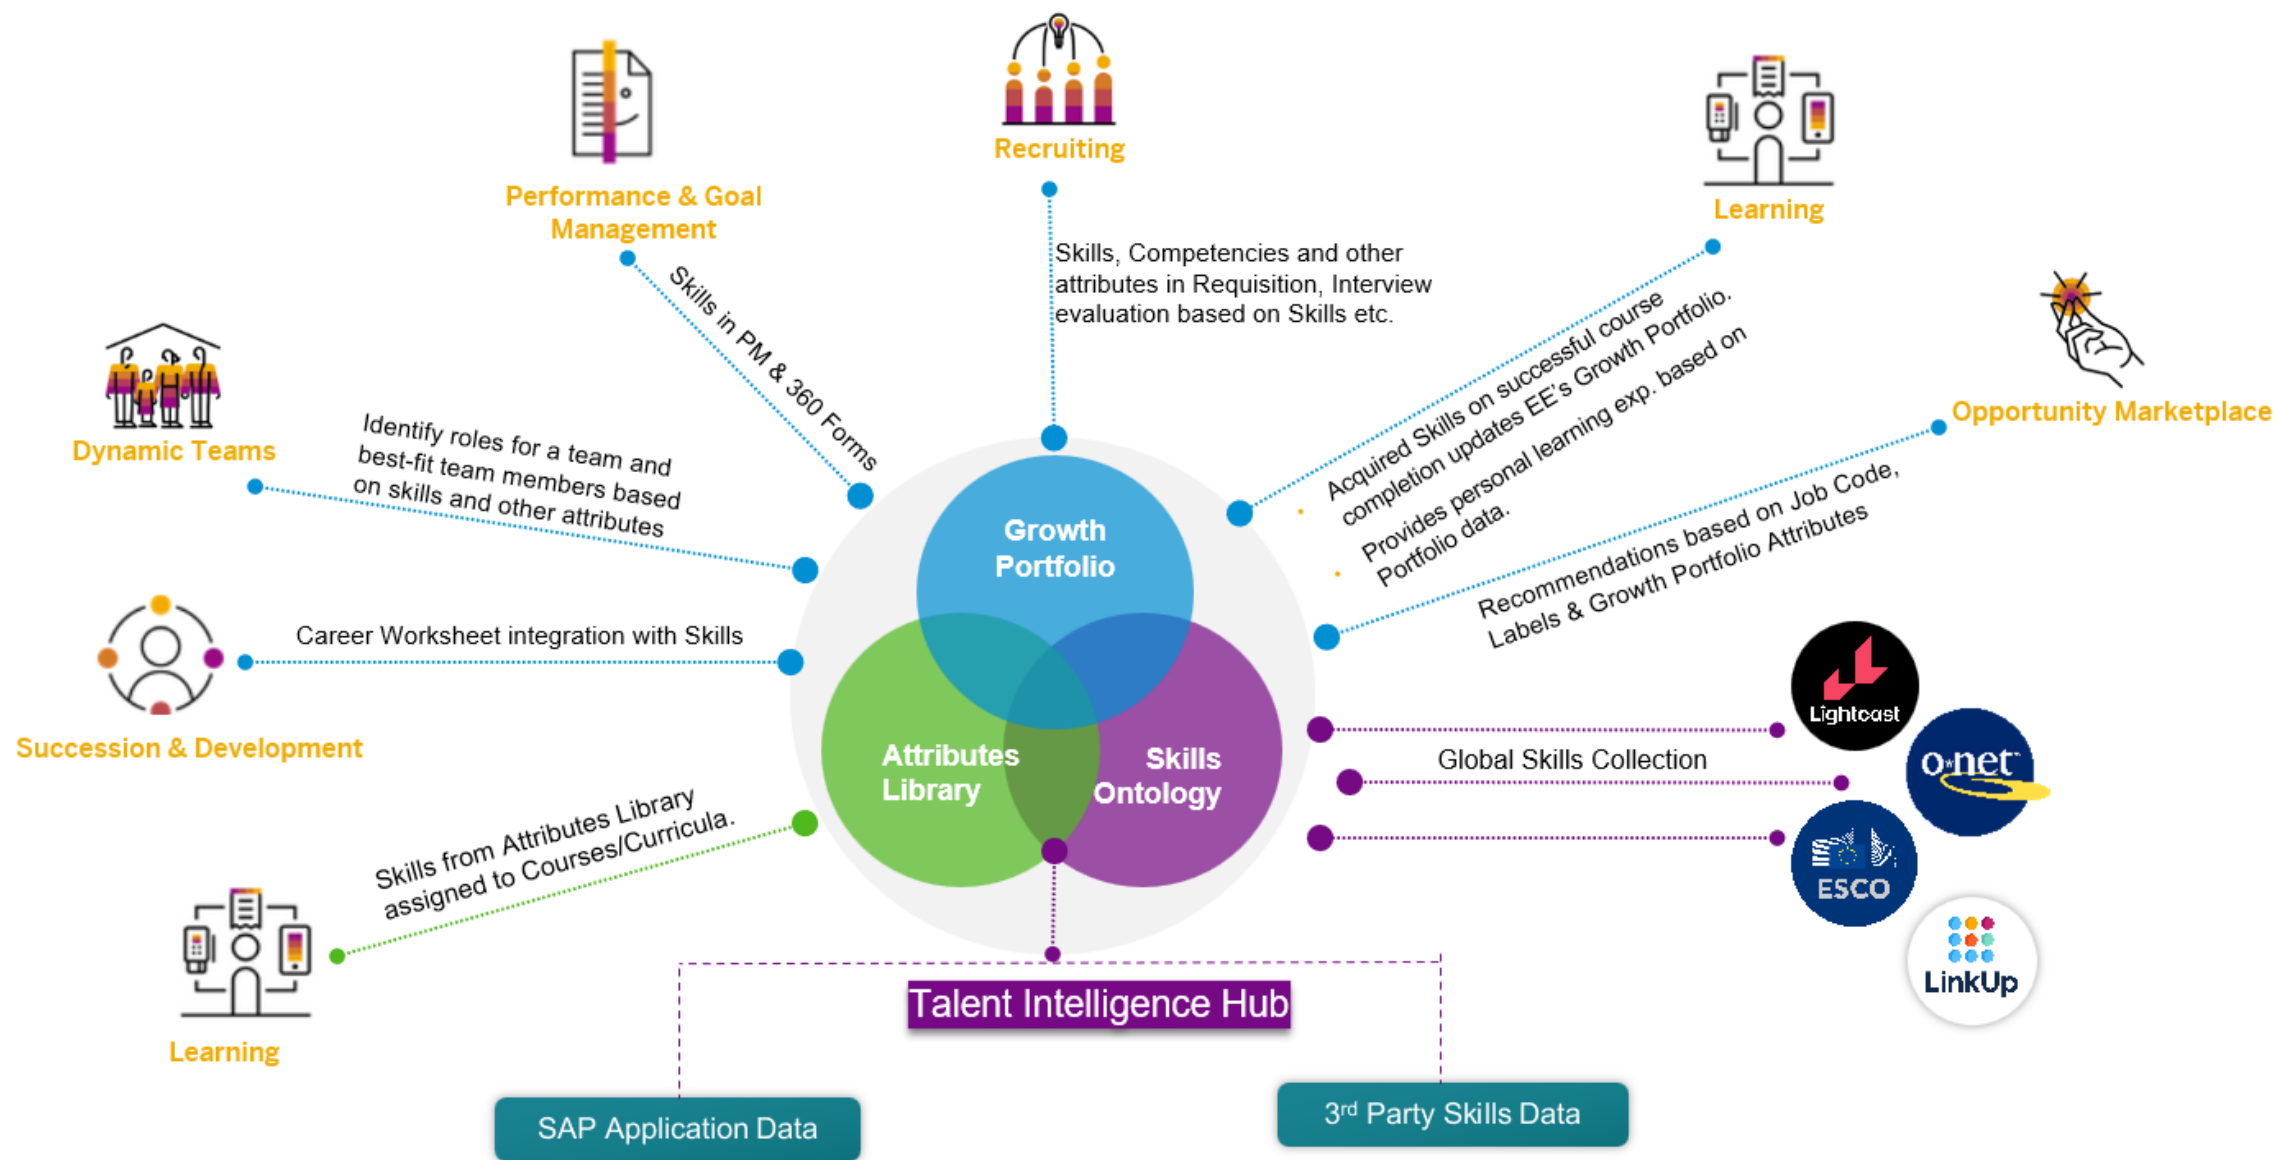 Recruiting
Performance & Goal
Management
Learning
Skills, Competencies and other
attributes in Requisition, Interview
evaluation based on Skills etc.
Skills in PM & 360 Forms
Acquired Skills on successful course
completion updates EE's Growth Portfolio.
Provides personal learning exp. based on
Portfolio data.
Opportunity Marketplace
Dynamic Teams
Identify roles for a team and
best-fit team members based
on skills and other attributes
Recommendations based on Job Code,
Labels & Growth Portfolio Attributes
Growth
Portfolio
Career Worksheet integration with Skills
Succession & Development
Attributes
Library
Skills
Ontology
Lightcast
Global Skills Collection
o*net
ESCO
LinkUp
Skills from Attributes Library
assigned to Courses/Curricula.
Learning
Talent Intelligence Hub
SAP Application Data
3rd Party Skills Data